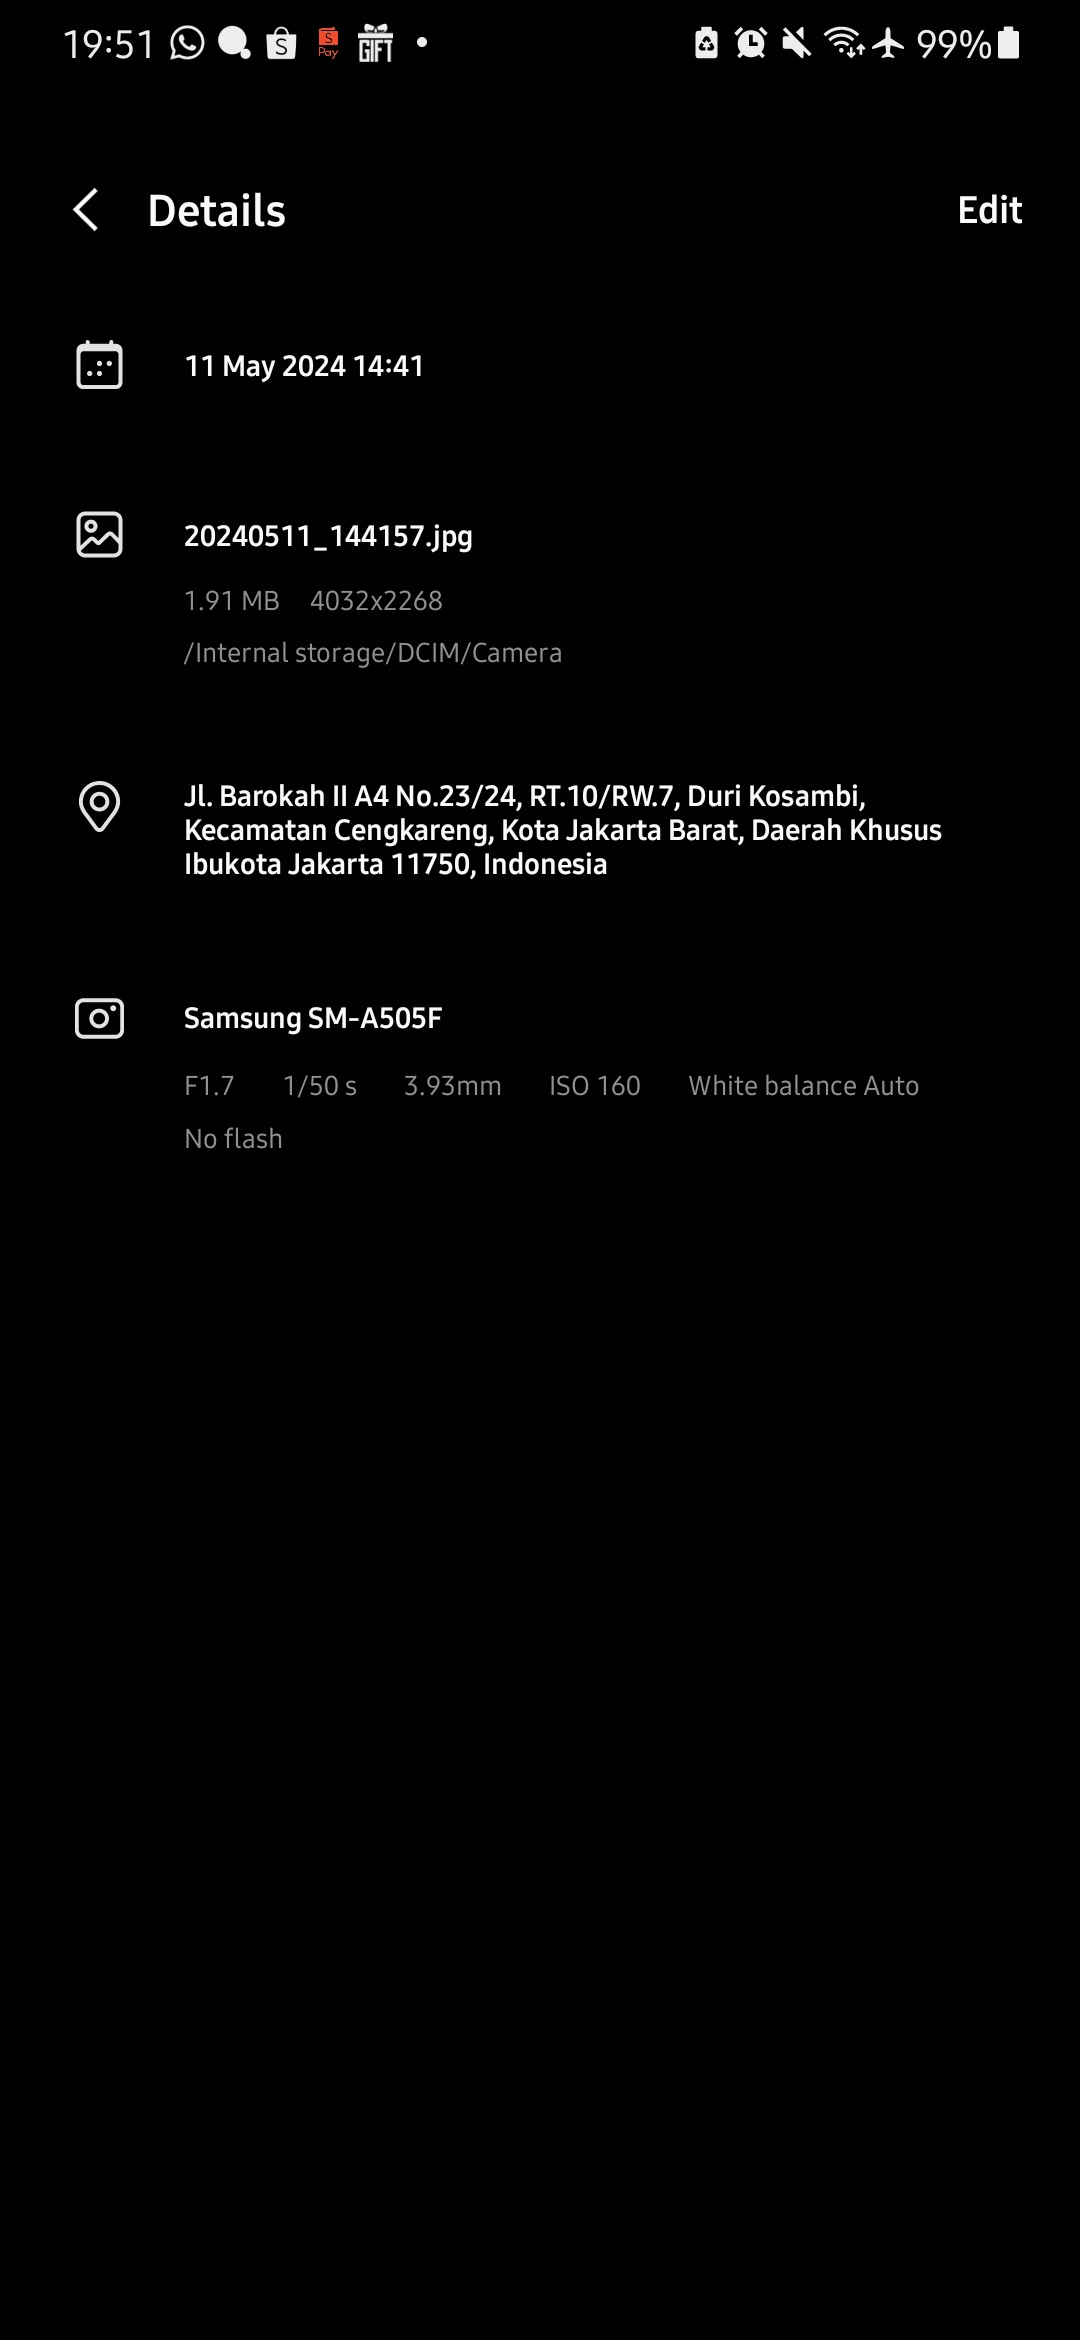 19:51 S S Pay GIFT 99%
Details Edit
11 May 2024 14:41
20240511_144157.jpg
1.91 MB 4032x2268
/Internal storage/DCIM/Camera
Jl. Barokah II A4 No.23/24, RT.10/RW.7, Duri Kosambi,
Kecamatan Cengkareng, Kota Jakarta Barat, Daerah Khusus
Ibukota Jakarta 11750, Indonesia
Samsung SM-A505F
F1.7 1/50 s 3.93mm ISO 160 White balance Auto
No flash